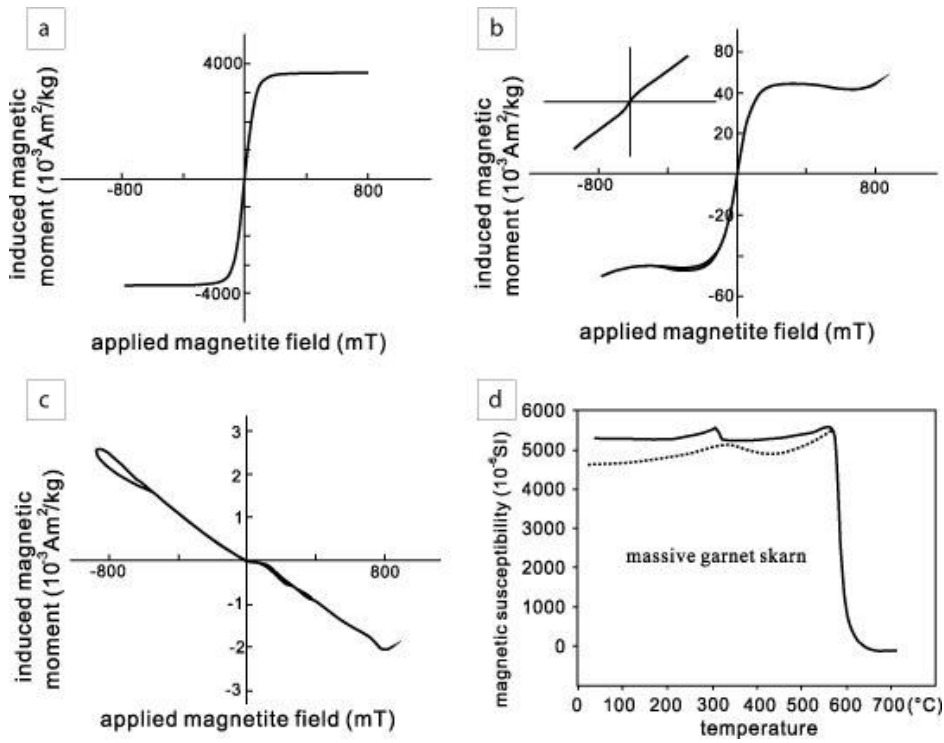 a
induced magnetic
moment (10⁻³Am²/kg)
4000
-800
800
-4000
applied magnetite field (mT)
b
induced magnetic
moment (10⁻³Am²/kg)
80
40
20
-800
800
-20
-60
applied magnetite field (mT)
c
induced magnetic
moment (10⁻³Am²/kg)
3
2
1
-800
800
-1
-2
-3
applied magnetite field (mT)
d
magnetic susceptibility (10⁻⁶SI)
6000
5000
4000
3000
2000
1000
0
massive garnet skarn
0 100 200 300 400 500 600 700(°C)
temperature